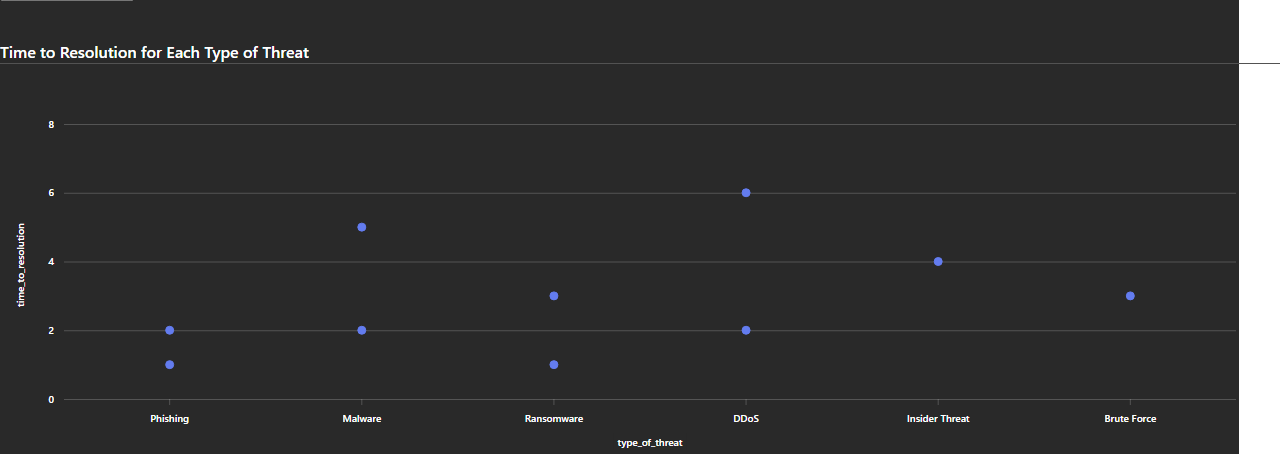 Time to Resolution for Each Type of Threat
8
6
4
2
0
time_to_resolution
Phishing Malware Ransomware DDoS Insider Threat Brute Force
type_of_threat